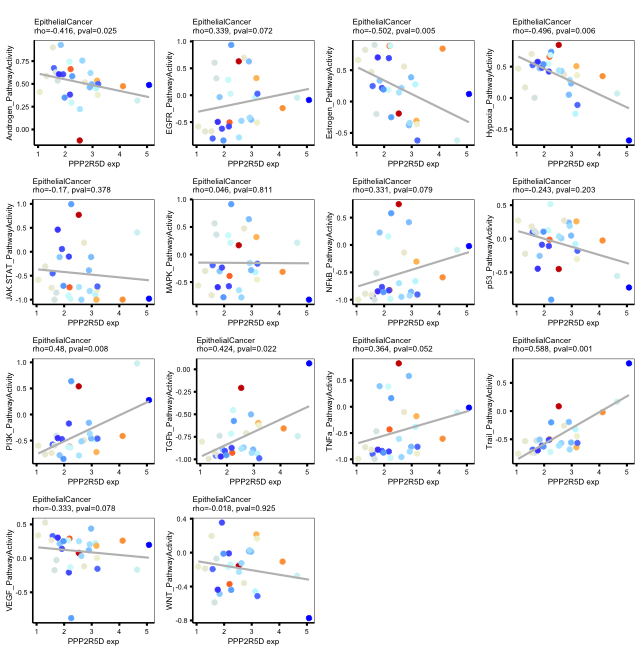 EpithelialCancer
rho=-0.416, pval=0.025
Androgen_PathwayActivity
0.75
0.50
0.25
0.00
1 2 3 4 5
PPP2R5D exp
EpithelialCancer
rho=0.339, pval=0.072
EGFR_PathwayActivity
1.0
0.5
0.0
-0.5
1 2 3 4 5
PPP2R5D exp
EpithelialCancer
rho=-0.502, pval=0.005
Estrogen_PathwayActivity
0.5
0.0
-0.5
1 2 3 4 5
PPP2R5D exp
EpithelialCancer
rho=-0.496, pval=0.006
Hypoxia_PathwayActivity
0.5
0.0
-0.5
1 2 3 4 5
PPP2R5D exp
EpithelialCancer
rho=-0.17, pval=0.378
JAK.STAT_PathwayActivity
1.0
0.5
0.0
-0.5
-1.0
1 2 3 4 5
PPP2R5D exp
EpithelialCancer
rho=0.046, pval=0.811
MAPK_PathwayActivity
1.0
0.5
0.0
-0.5
1 2 3 4 5
PPP2R5D exp
EpithelialCancer
rho=0.331, pval=0.079
NFkB_PathwayActivity
0.5
0.0
-0.5
-1.0
1 2 3 4 5
PPP2R5D exp
EpithelialCancer
rho=-0.243, pval=0.203
p53_PathwayActivity
0.5
0.0
-0.5
1 2 3 4 5
PPP2R5D exp
EpithelialCancer
rho=0.48, pval=0.008
PI3K_PathwayActivity
1.0
0.5
0.0
-0.5
1 2 3 4 5
PPP2R5D exp
EpithelialCancer
rho=0.424, pval=0.022
TGFb_PathwayActivity
0.00
-0.25
-0.50
-0.75
-1.00
1 2 3 4 5
PPP2R5D exp
EpithelialCancer
rho=0.364, pval=0.052
TNFa_PathwayActivity
0.5
0.0
-0.5
-1.0
1 2 3 4 5
PPP2R5D exp
EpithelialCancer
rho=0.588, pval=0.001
Trail_PathwayActivity
0.5
0.0
-0.5
1 2 3 4 5
PPP2R5D exp
EpithelialCancer
rho=-0.333, pval=0.078
VEGF_PathwayActivity
0.5
0.0
-0.5
1 2 3 4 5
PPP2R5D exp
EpithelialCancer
rho=-0.018, pval=0.925
WNT_PathwayActivity
0.4
0.0
-0.4
-0.8
1 2 3 4 5
PPP2R5D exp